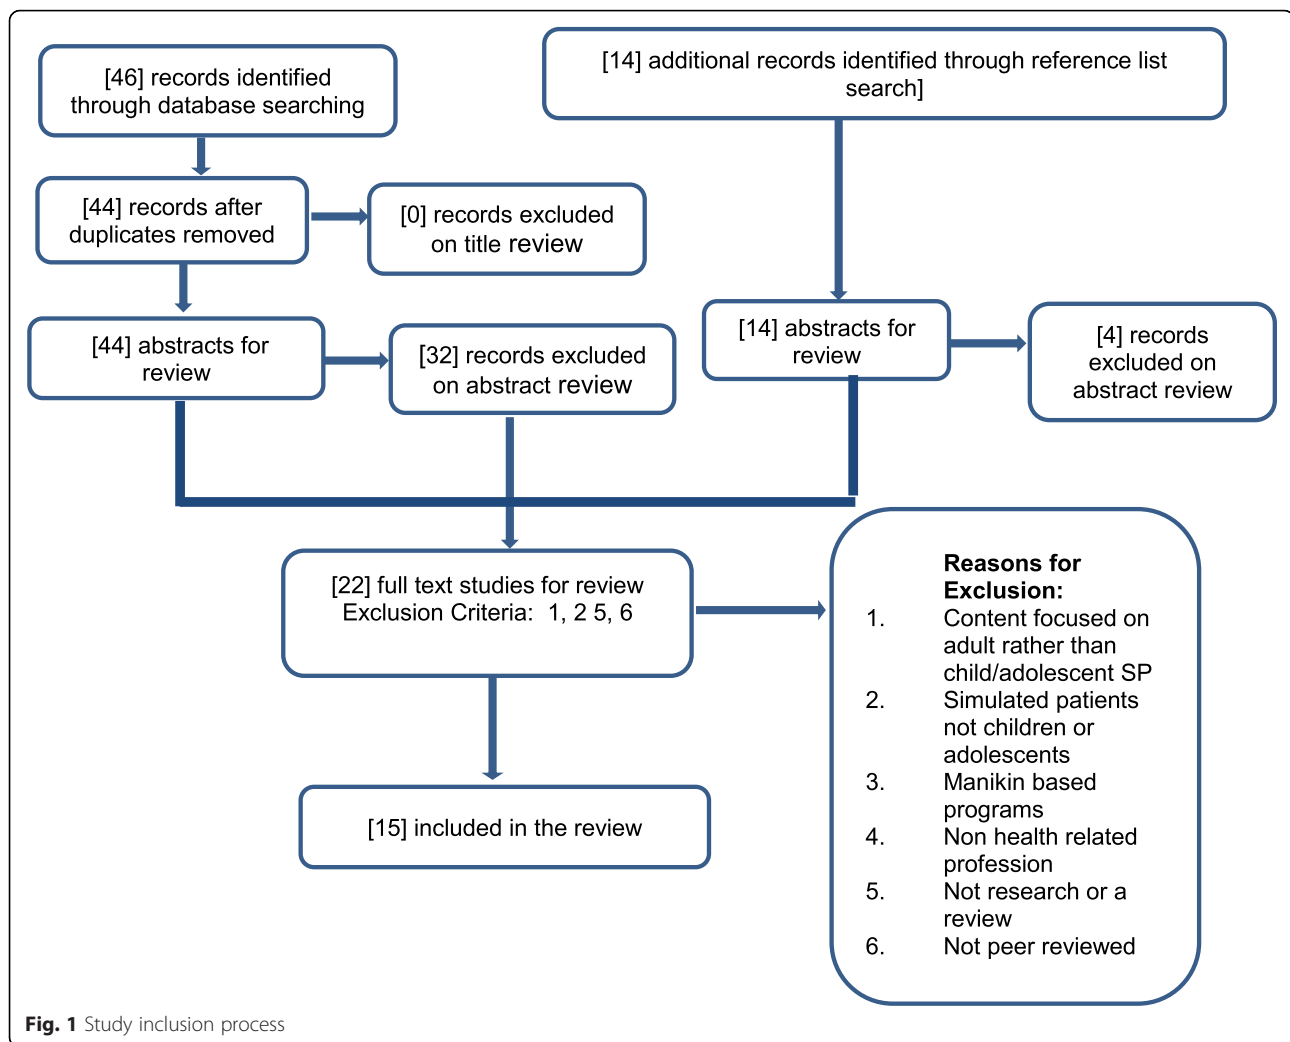 [46] records identified
through database searching
[14] additional records identified through reference list
search]
[44] records after
duplicates removed
[0] records excluded
on title review
[44] abstracts for
review
[32] records excluded
on abstract review
[14] abstracts for
review
[4] records
excluded on
abstract review
[22] full text studies for review
Exclusion Criteria: 1, 2 5, 6
Reasons for
Exclusion:
1. Content focused on
adult rather than
child/adolescent SP
2. Simulated patients
not children or
adolescents
3. Manikin based
programs
4. Non health related
profession
5. Not research or a
review
6. Not peer reviewed
[15] included in the review
Fig. 1 Study inclusion process